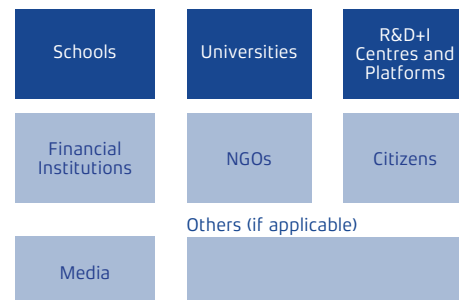 Schools
Universities
R&D+I
Centres and
Platforms
Financial
Institutions
NGOs
Citizens
Others (if applicable)
Media